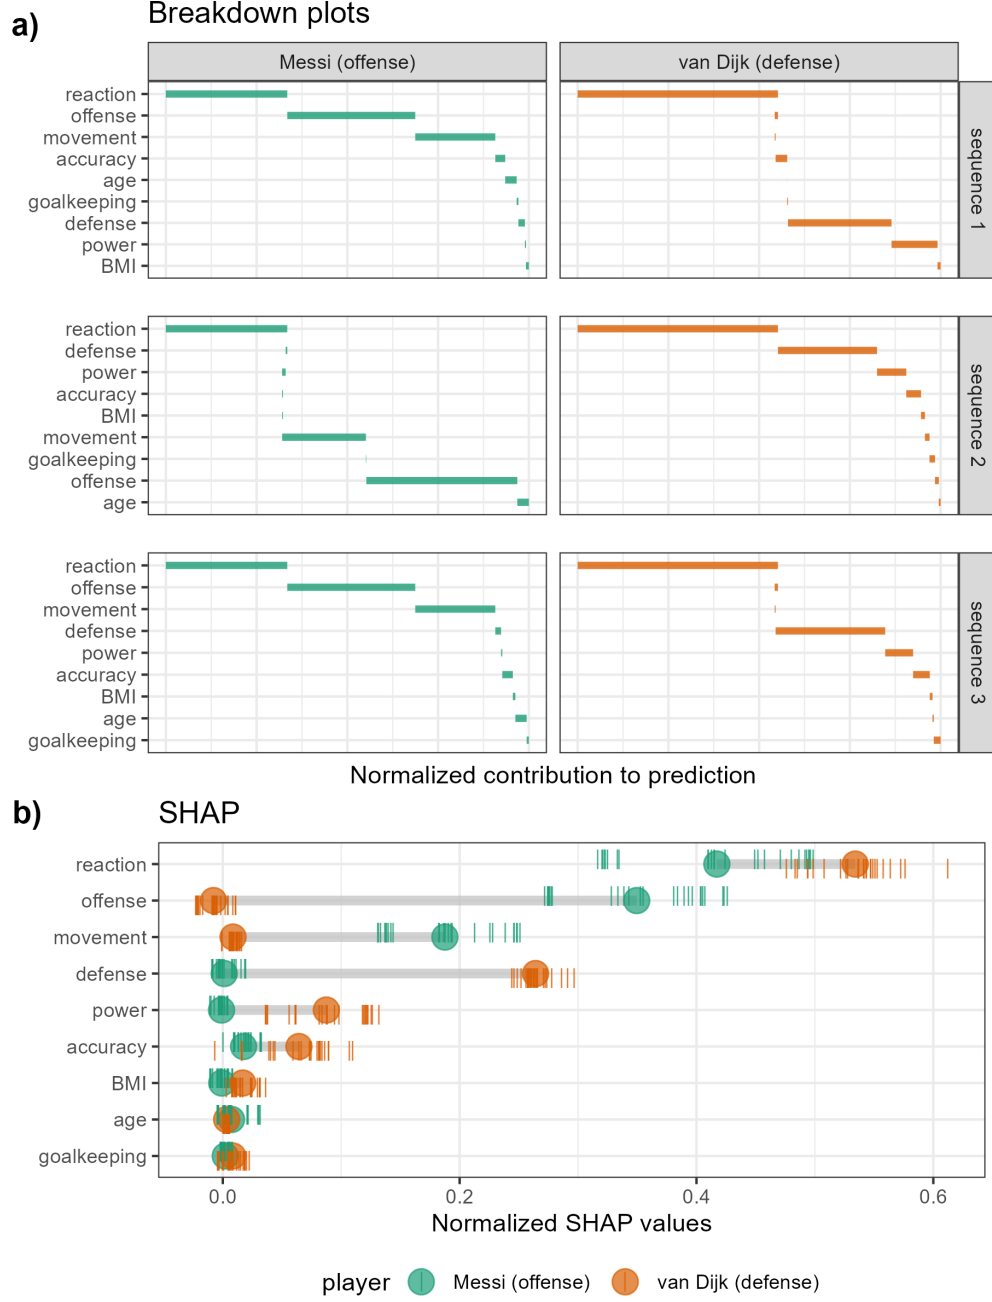 a)
Breakdown plots
Messi (offense)
van Dijk (defense)
reaction
offense
movement
accuracy
age
goalkeeping
defense
power
BMI
sequence 1
reaction
defense
power
accuracy
BMI
movement
goalkeeping
offense
age
sequence 2
reaction
offense
movement
defense
power
accuracy
BMI
age
goalkeeping
sequence 3
Normalized contribution to prediction
b)
SHAP
reaction
offense
movement
defense
power
accuracy
BMI
age
goalkeeping
0.0 0.2 0.4 0.6
Normalized SHAP values
player Messi (offense) van Dijk (defense)